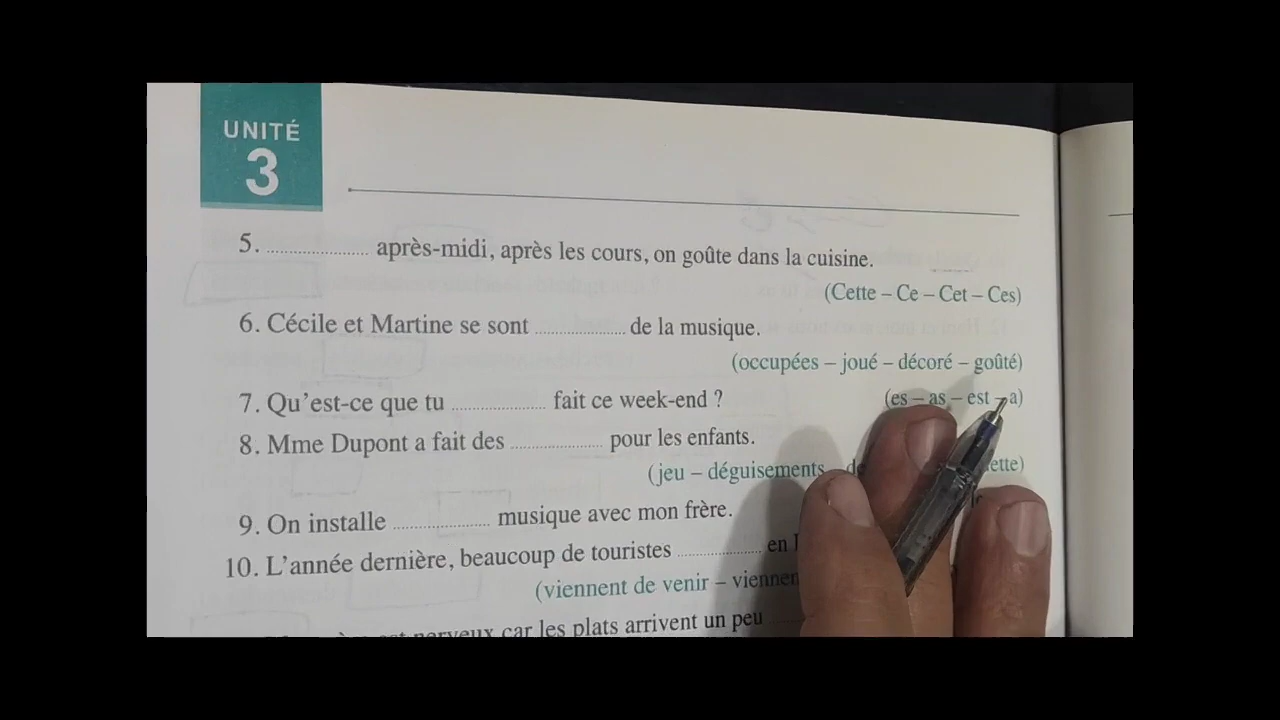 UNITÉ
3
5. .................... après-midi, après les cours, on goûte dans la cuisine.
(Cette – Ce – Cet – Ces)
6. Cécile et Martine se sont .................... de la musique.
(occupées – joué – décoré – goûté)
7. Qu'est-ce que tu .................... fait ce week-end ? (es – as – est – a)
8. Mme Dupont a fait des .................... pour les enfants.
(jeu – déguisements
9. On installe .................... musique avec mon frère.
10. L'année dernière, beaucoup de touristes .................... en
(viennent de venir –
nerveux car les plats arrivent un peu